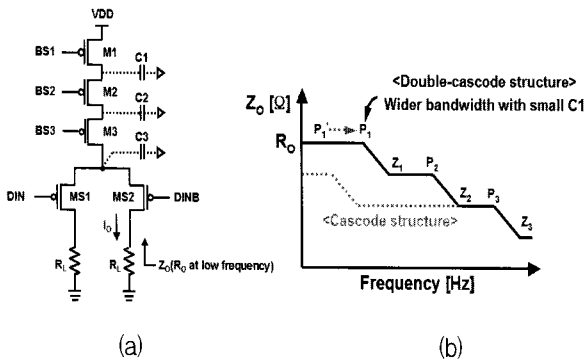 VDD
BS1
M1
C1
BS2
M2
C2
BS3
M3
C3
DIN
MS1
MS2
DINB
I_O
R_L
R_L
Z_O(R_O at low frequency)
(a)
<Double-cascode structure>
Wider bandwidth with small C1
Z_O [Ω]
R_O
P_1' P_1
Z_1 P_2
Z_2 P_3
Z_3
<Cascode structure>
Frequency [Hz]
(b)